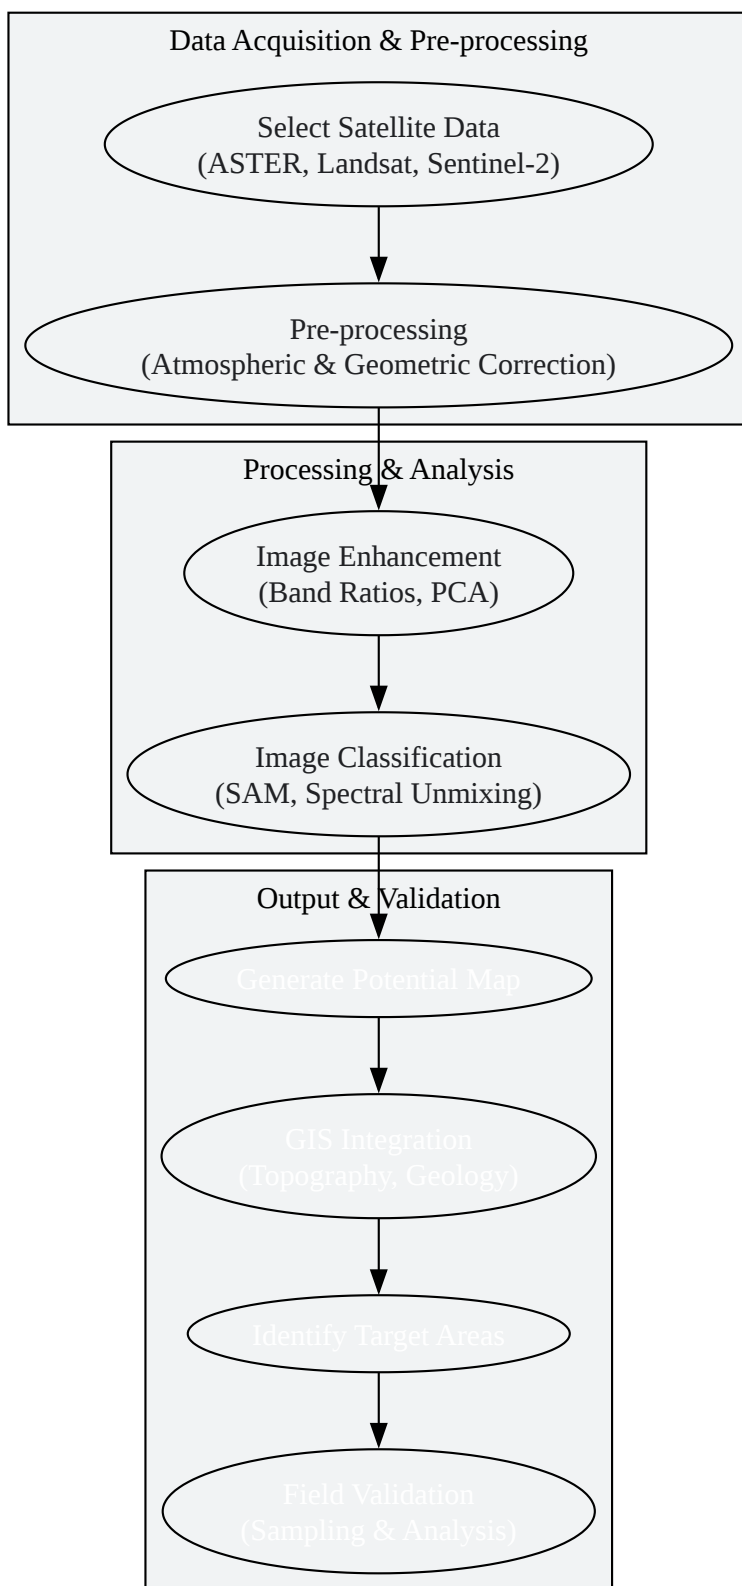 Data Acquisition & Pre-processing
Select Satellite Data
(ASTER, Landsat, Sentinel-2)
Pre-processing
(Atmospheric & Geometric Correction)
Processing & Analysis
Image Enhancement
(Band Ratios, PCA)
Image Classification
(SAM, Spectral Unmixing)
Output & Validation
Generate Potential Map
GIS Integration
(Topography, Geology)
Identify Target Areas
Field Validation
(Sampling & Analysis)